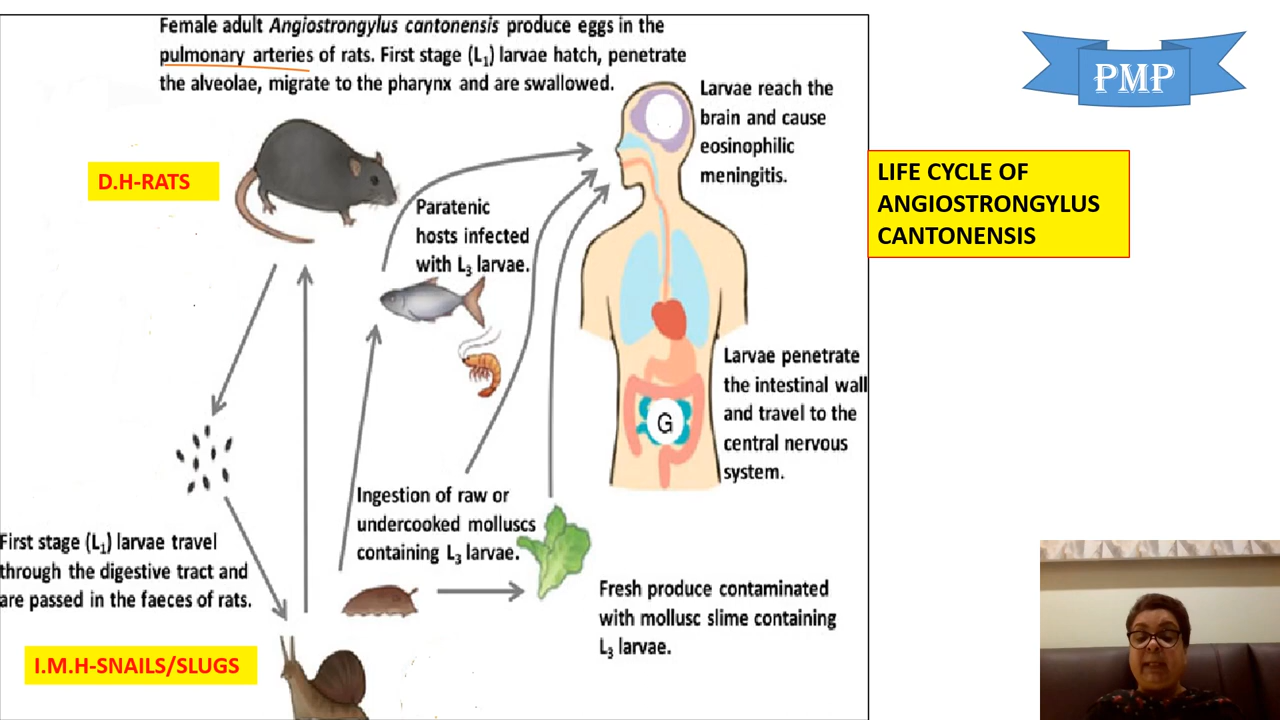 Female adult Angiostrongylus cantonensis produce eggs in the
pulmonary arteries of rats. First stage (L₁) larvae hatch, penetrate
the alveolae, migrate to the pharynx and are swallowed.
PMP
Larvae reach the
brain and cause
eosinophilic
meningitis.
D.H-RATS
LIFE CYCLE OF
ANGIOSTRONGYLUS
CANTONENSIS
Paratenic
hosts infected
with L₃ larvae.
Larvae penetrate
the intestinal wall
and travel to the
central nervous
system.
G
Ingestion of raw or
undercooked molluscs
containing L₃ larvae.
First stage (L₁) larvae travel
through the digestive tract and
are passed in the faeces of rats.
Fresh produce contaminated
with mollusc slime containing
L₃ larvae.
I.M.H-SNAILS/SLUGS